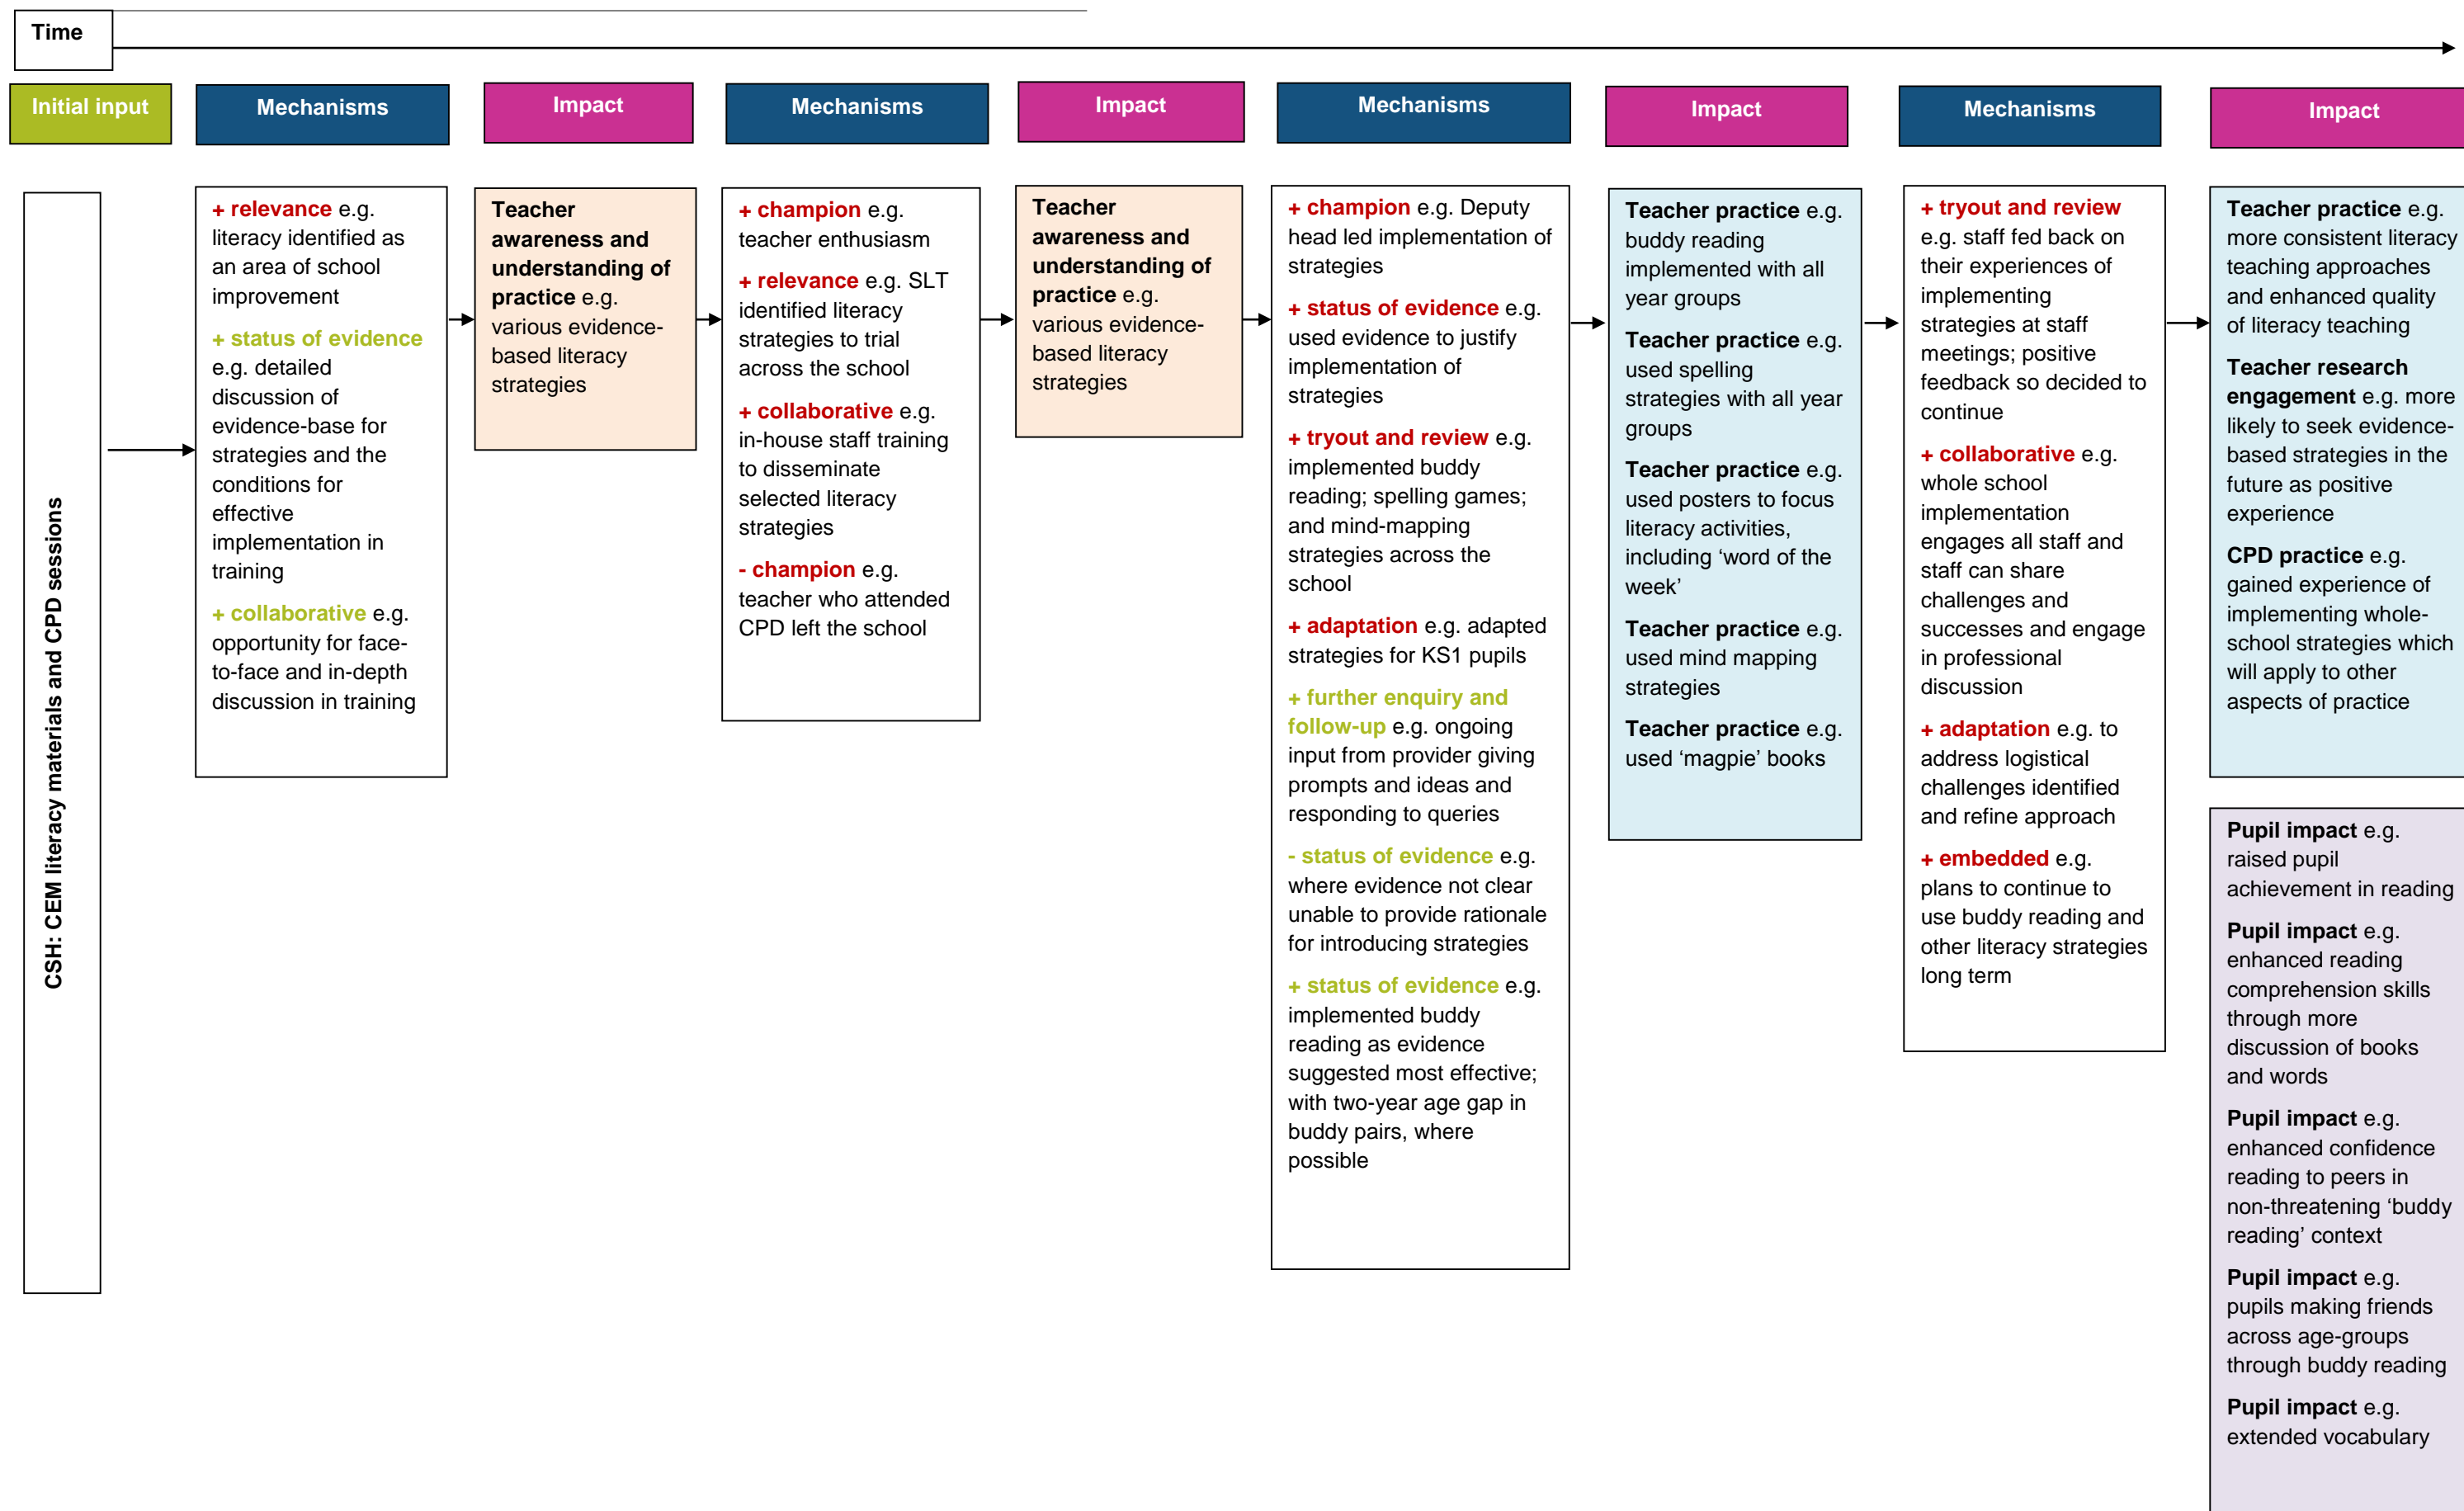 Time
Initial input
Mechanisms
Impact
Mechanisms
Impact
Mechanisms
Impact
Mechanisms
Impact
CSH: CEM literacy materials and CPD sessions
+ relevance e.g.
literacy identified as
an area of school
improvement
+ status of evidence
e.g. detailed
discussion of
evidence-base for
strategies and the
conditions for
effective
implementation in
training
+ collaborative e.g.
opportunity for face-
to-face and in-depth
discussion in training
Teacher
awareness and
understanding of
practice e.g.
various evidence-
based literacy
strategies
+ champion e.g.
teacher enthusiasm
+ relevance e.g. SLT
identified literacy
strategies to trial
across the school
+ collaborative e.g.
in-house staff training
to disseminate
selected literacy
strategies
- champion e.g.
teacher who attended
CPD left the school
Teacher
awareness and
understanding of
practice e.g.
various evidence-
based literacy
strategies
+ champion e.g. Deputy
head led implementation of
strategies
+ status of evidence e.g.
used evidence to justify
implementation of
strategies
+ tryout and review e.g.
implemented buddy
reading; spelling games;
and mind-mapping
strategies across the
school
+ adaptation e.g. adapted
strategies for KS1 pupils
+ further enquiry and
follow-up e.g. ongoing
input from provider giving
prompts and ideas and
responding to queries
- status of evidence e.g.
where evidence not clear
unable to provide rationale
for introducing strategies
+ status of evidence e.g.
implemented buddy
reading as evidence
suggested most effective;
with two-year age gap in
buddy pairs, where
possible
Teacher practice e.g.
buddy reading
implemented with all
year groups
Teacher practice e.g.
used spelling
strategies with all year
groups
Teacher practice e.g.
used posters to focus
literacy activities,
including ‘word of the
week’
Teacher practice e.g.
used mind mapping
strategies
Teacher practice e.g.
used ‘magpie’ books
+ tryout and review
e.g. staff fed back on
their experiences of
implementing
strategies at staff
meetings; positive
feedback so decided to
continue
+ collaborative e.g.
whole school
implementation
engages all staff and
staff can share
challenges and
successes and engage
in professional
discussion
+ adaptation e.g. to
address logistical
challenges identified
and refine approach
+ embedded e.g.
plans to continue to
use buddy reading and
other literacy strategies
long term
Teacher practice e.g.
more consistent literacy
teaching approaches
and enhanced quality
of literacy teaching
Teacher research
engagement e.g. more
likely to seek evidence-
based strategies in the
future as positive
experience
CPD practice e.g.
gained experience of
implementing whole-
school strategies which
will apply to other
aspects of practice
Pupil impact e.g.
raised pupil
achievement in reading
Pupil impact e.g.
enhanced reading
comprehension skills
through more
discussion of books
and words
Pupil impact e.g.
enhanced confidence
reading to peers in
non-threatening ‘buddy
reading’ context
Pupil impact e.g.
pupils making friends
across age-groups
through buddy reading
Pupil impact e.g.
extended vocabulary